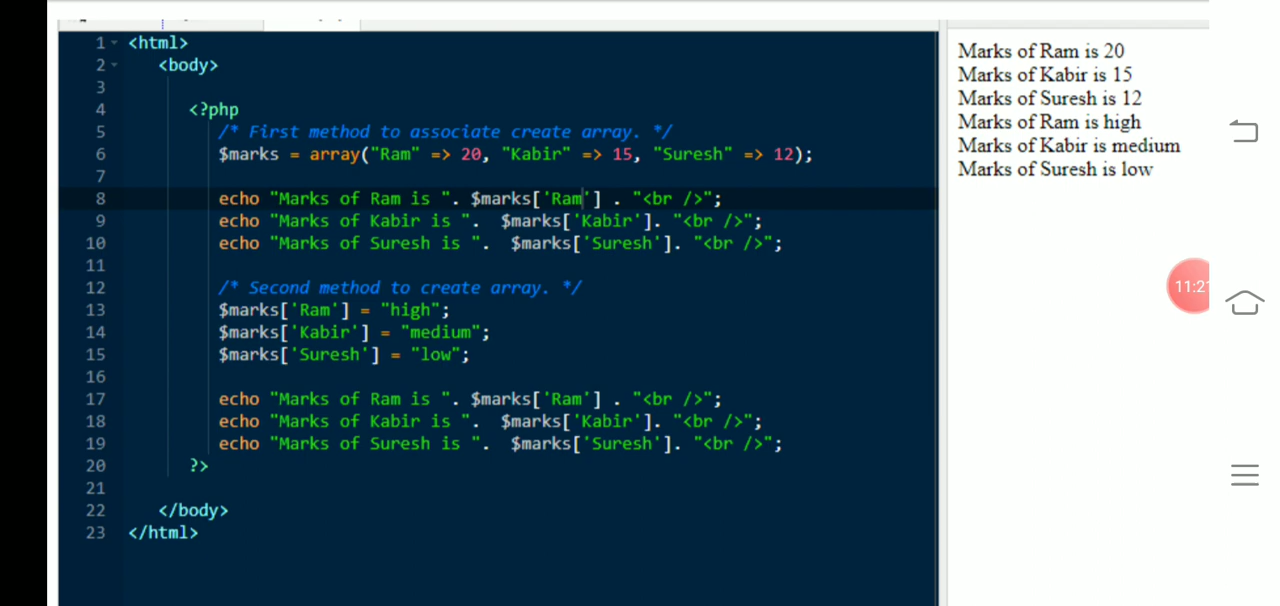 1 <html>
2 <body>
3
4 <?php
5 /* First method to associate create array. */
6 $marks = array("Ram" => 20, "Kabir" => 15, "Suresh" => 12);
7
8 echo "Marks of Ram is ". $marks['Ram'] . "<br />";
9 echo "Marks of Kabir is ".  $marks['Kabir']. "<br />";
10 echo "Marks of Suresh is ".  $marks['Suresh']. "<br />";
11
12 /* Second method to create array. */
13 $marks['Ram'] = "high";
14 $marks['Kabir'] = "medium";
15 $marks['Suresh'] = "low";
16
17 echo "Marks of Ram is ". $marks['Ram'] . "<br />";
18 echo "Marks of Kabir is ".  $marks['Kabir']. "<br />";
19 echo "Marks of Suresh is ".  $marks['Suresh']. "<br />";
20 ?>
21
22 </body>
23 </html>
Marks of Ram is 20
Marks of Kabir is 15
Marks of Suresh is 12
Marks of Ram is high
Marks of Kabir is medium
Marks of Suresh is low